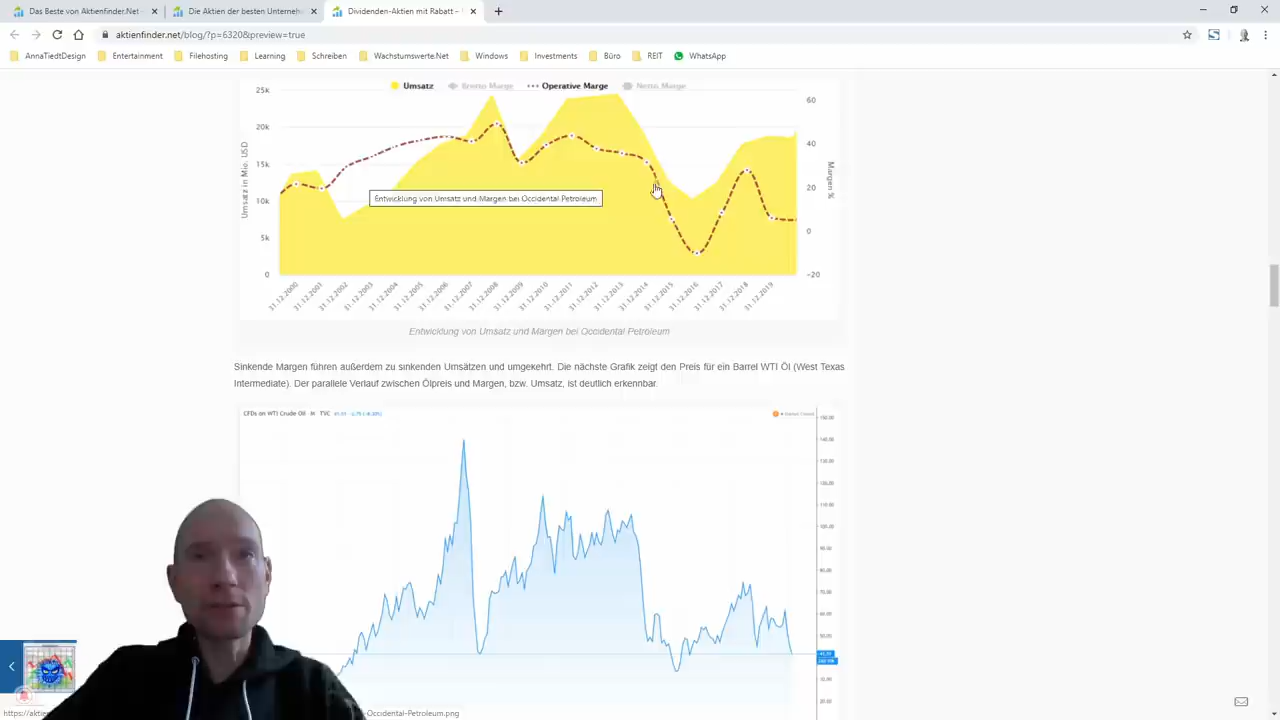 Das Beste von Aktienfinder.Net -
Die Aktien der besten Unterneh
Dividenden-Aktien mit Rabatt -
aktienfinder.net/blog/?p=6320&preview=true
AnnaTiedtDesign
Entertainment
Filehosting
Learning
Schreiben
Wachstumswerte.Net
Windows
Investments
Büro
REIT
WhatsApp
Umsatz
Brutto Marge
Operative Marge
Netto Marge
25k
20k
15k
10k
5k
0
Umsatz in Mio. USD
60
40
20
0
-20
Margen %
31.12.2000
31.12.2001
31.12.2002
31.12.2003
31.12.2004
31.12.2005
31.12.2006
31.12.2007
31.12.2008
31.12.2009
31.12.2010
31.12.2011
31.12.2012
31.12.2013
31.12.2014
31.12.2015
31.12.2016
31.12.2017
31.12.2018
31.12.2019
Entwicklung von Umsatz und Margen bei Occidental Petroleum
Entwicklung von Umsatz und Margen bei Occidental Petroleum
Sinkende Margen führen außerdem zu sinkenden Umsätzen und umgekehrt. Die nächste Grafik zeigt den Preis für ein Barrel WTI Öl (West Texas
Intermediate). Der parallele Verlauf zwischen Ölpreis und Margen, bzw. Umsatz, ist deutlich erkennbar.
CFDs on WTI Crude Oil M TVC
https://aktie
-Occidental-Petroleum.png